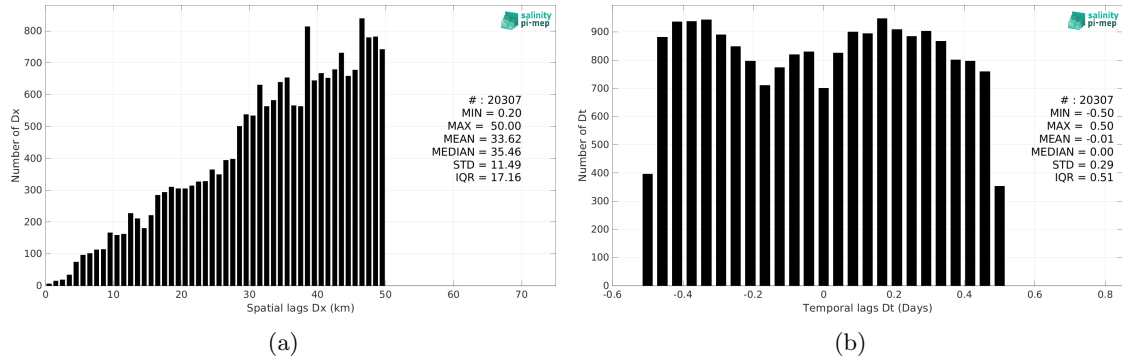 salinity
pi-mep
800
700
600
500
400
300
200
100
0
Number of Dx
# : 20307
MIN = 0.20
MAX = 50.00
MEAN = 33.62
MEDIAN = 35.46
STD = 11.49
IQR = 17.16
0 10 20 30 40 50 60 70
Spatial lags Dx (km)
(a)
salinity
pi-mep
900
800
700
600
500
400
300
200
100
0
Number of Dt
# : 20307
MIN = -0.50
MAX = 0.50
MEAN = -0.01
MEDIAN = 0.00
STD = 0.29
IQR = 0.51
-0.6 -0.4 -0.2 0 0.2 0.4 0.6 0.8
Temporal lags Dt (Days)
(b)